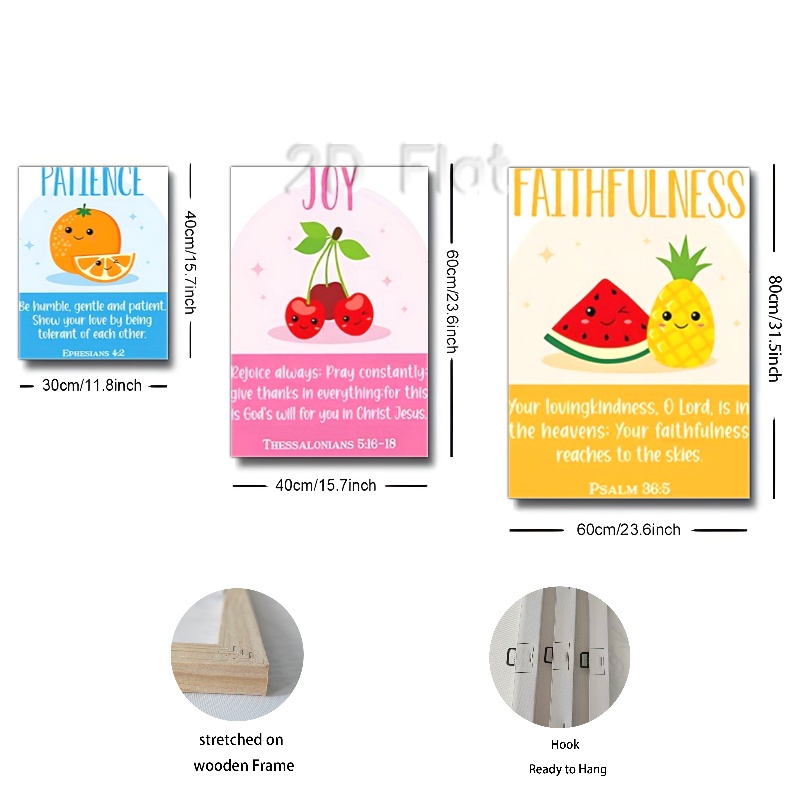 2D Flat
PATIENCE
Be humble, gentle and patient.
Show your love by being
tolerant of each other.
Ephesians 4:2
40cm/15.7inch
30cm/11.8inch
JOY
Rejoice always; Pray constantly;
give thanks in everything;for this
is God's will for you in Christ Jesus.
Thessalonians 5:16-18
60cm/23.6inch
40cm/15.7inch
FAITHFULNESS
Your lovingkindness, O Lord, is in
the heavens; Your faithfulness
reaches to the skies.
Psalm 36:5
80cm/31.5inch
60cm/23.6inch
stretched on
wooden Frame
Hook
Ready to Hang